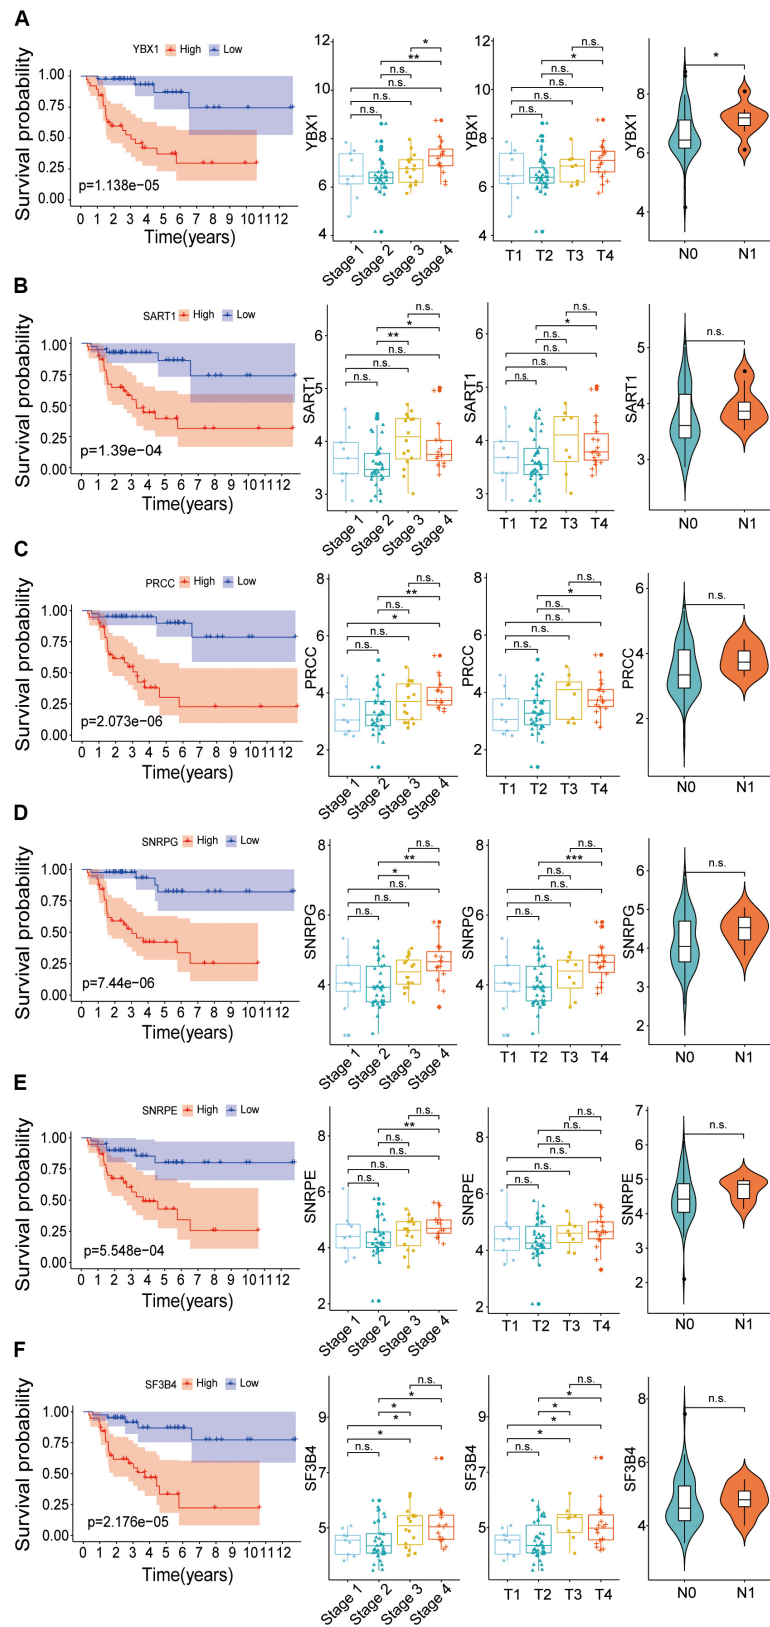 A
YBX1 High Low
Survival probability
1.00
0.75
0.50
0.25
0.00
p=1.138e−05
0 1 2 3 4 5 6 7 8 9 10 11 12
Time(years)
YBX1
12
10
8
6
4
*
**
n.s.
n.s.
n.s.
n.s.
Stage 1 Stage 2 Stage 3 Stage 4
YBX1
12
10
8
6
4
n.s.
*
n.s.
n.s.
n.s.
n.s.
T1 T2 T3 T4
YBX1
8
6
4
*
N0 N1
B
SART1 High Low
Survival probability
1.00
0.75
0.50
0.25
0.00
p=1.39e−04
0 1 2 3 4 5 6 7 8 9 10 11 12
Time(years)
SART1
6
5
4
3
n.s.
*
**
n.s.
n.s.
n.s.
Stage 1 Stage 2 Stage 3 Stage 4
SART1
6
5
4
3
n.s.
*
n.s.
n.s.
n.s.
n.s.
T1 T2 T3 T4
SART1
5
4
3
n.s.
N0 N1
C
PRCC High Low
Survival probability
1.00
0.75
0.50
0.25
0.00
p=2.073e−06
0 1 2 3 4 5 6 7 8 9 10 11 12
Time(years)
PRCC
8
6
4
2
n.s.
**
n.s.
*
n.s.
n.s.
Stage 1 Stage 2 Stage 3 Stage 4
PRCC
8
6
4
2
n.s.
*
n.s.
n.s.
n.s.
n.s.
T1 T2 T3 T4
PRCC
6
4
2
n.s.
N0 N1
D
SNRPG High Low
Survival probability
1.00
0.75
0.50
0.25
0.00
p=7.44e−06
0 1 2 3 4 5 6 7 8 9 10 11 12
Time(years)
SNRPG
8
6
4
n.s.
**
*
n.s.
n.s.
n.s.
Stage 1 Stage 2 Stage 3 Stage 4
SNRPG
8
6
4
n.s.
***
n.s.
n.s.
n.s.
n.s.
T1 T2 T3 T4
SNRPG
6
5
4
3
2
n.s.
N0 N1
E
SNRPE High Low
Survival probability
1.00
0.75
0.50
0.25
0.00
p=5.548e−04
0 1 2 3 4 5 6 7 8 9 10 11 12
Time(years)
SNRPE
8
6
4
2
n.s.
**
n.s.
n.s.
n.s.
n.s.
Stage 1 Stage 2 Stage 3 Stage 4
SNRPE
8
6
4
2
n.s.
n.s.
n.s.
n.s.
n.s.
n.s.
T1 T2 T3 T4
SNRPE
7
6
5
4
3
2
n.s.
N0 N1
F
SF3B4 High Low
Survival probability
1.00
0.75
0.50
0.25
0.00
p=2.176e−05
0 1 2 3 4 5 6 7 8 9 10 11 12
Time(years)
SF3B4
9
7
5
n.s.
*
*
*
*
n.s.
Stage 1 Stage 2 Stage 3 Stage 4
SF3B4
9
7
5
n.s.
*
*
*
*
n.s.
T1 T2 T3 T4
SF3B4
8
6
4
n.s.
N0 N1